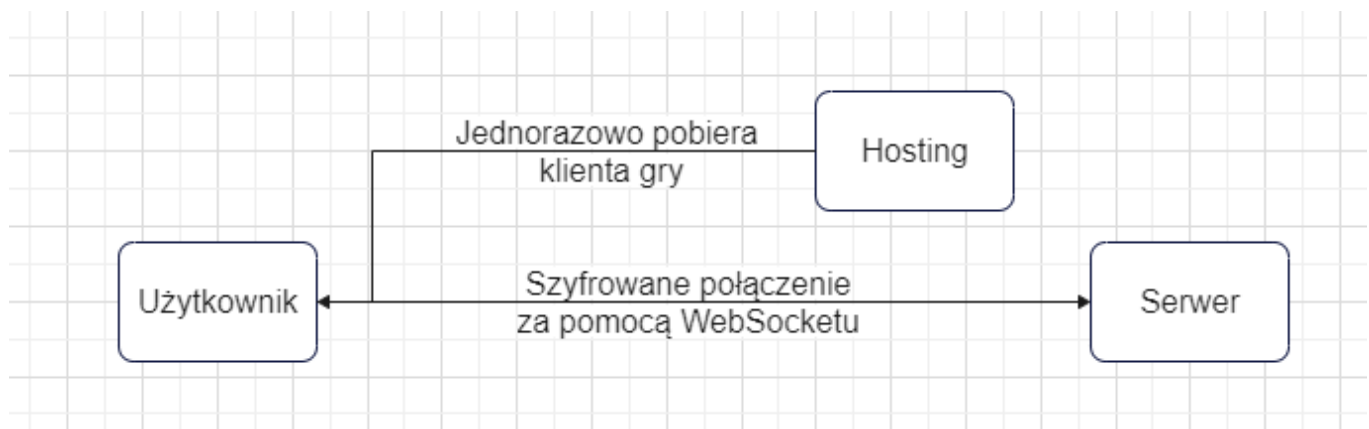 Jednorazowo pobiera
klienta gry
Hosting
Użytkownik
Szyfrowane połączenie
za pomocą WebSocketu
Serwer